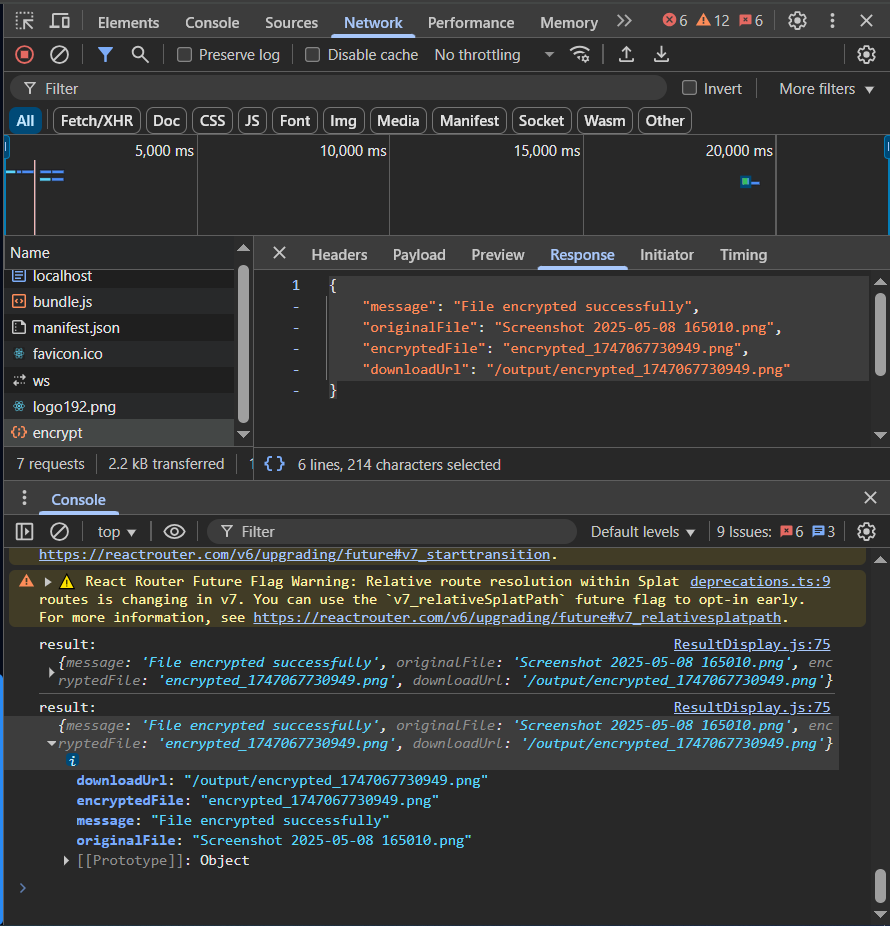 Elements Console Sources Network Performance Memory 6 12 6
Preserve log Disable cache No throttling
Filter Invert More filters
All Fetch/XHR Doc CSS JS Font Img Media Manifest Socket Wasm Other
5,000 ms 10,000 ms 15,000 ms 20,000 ms
Name Headers Payload Preview Response Initiator Timing
localhost
bundle.js
manifest.json
favicon.ico
ws
logo192.png
encrypt
1 {
- "message": "File encrypted successfully",
- "originalFile": "Screenshot 2025-05-08 165010.png",
- "encryptedFile": "encrypted_1747067730949.png",
- "downloadUrl": "/output/encrypted_1747067730949.png"
- }
7 requests 2.2 kB transferred 1 {} 6 lines, 214 characters selected
Console
top Filter Default levels 9 Issues: 6 3
https://reactrouter.com/v6/upgrading/future#v7_starttransition.
React Router Future Flag Warning: Relative route resolution within Splat deprecations.ts:9
routes is changing in v7. You can use the `v7_relativeSplatPath` future flag to opt-in early.
For more information, see https://reactrouter.com/v6/upgrading/future#v7_relativesplatpath.
result: ResultDisplay.js:75
{message: 'File encrypted successfully', originalFile: 'Screenshot 2025-05-08 165010.png', enc
ryptedFile: 'encrypted_1747067730949.png', downloadUrl: '/output/encrypted_1747067730949.png'}
result: ResultDisplay.js:75
{message: 'File encrypted successfully', originalFile: 'Screenshot 2025-05-08 165010.png', enc
ryptedFile: 'encrypted_1747067730949.png', downloadUrl: '/output/encrypted_1747067730949.png'}
i
downloadUrl: "/output/encrypted_1747067730949.png"
encryptedFile: "encrypted_1747067730949.png"
message: "File encrypted successfully"
originalFile: "Screenshot 2025-05-08 165010.png"
[[Prototype]]: Object